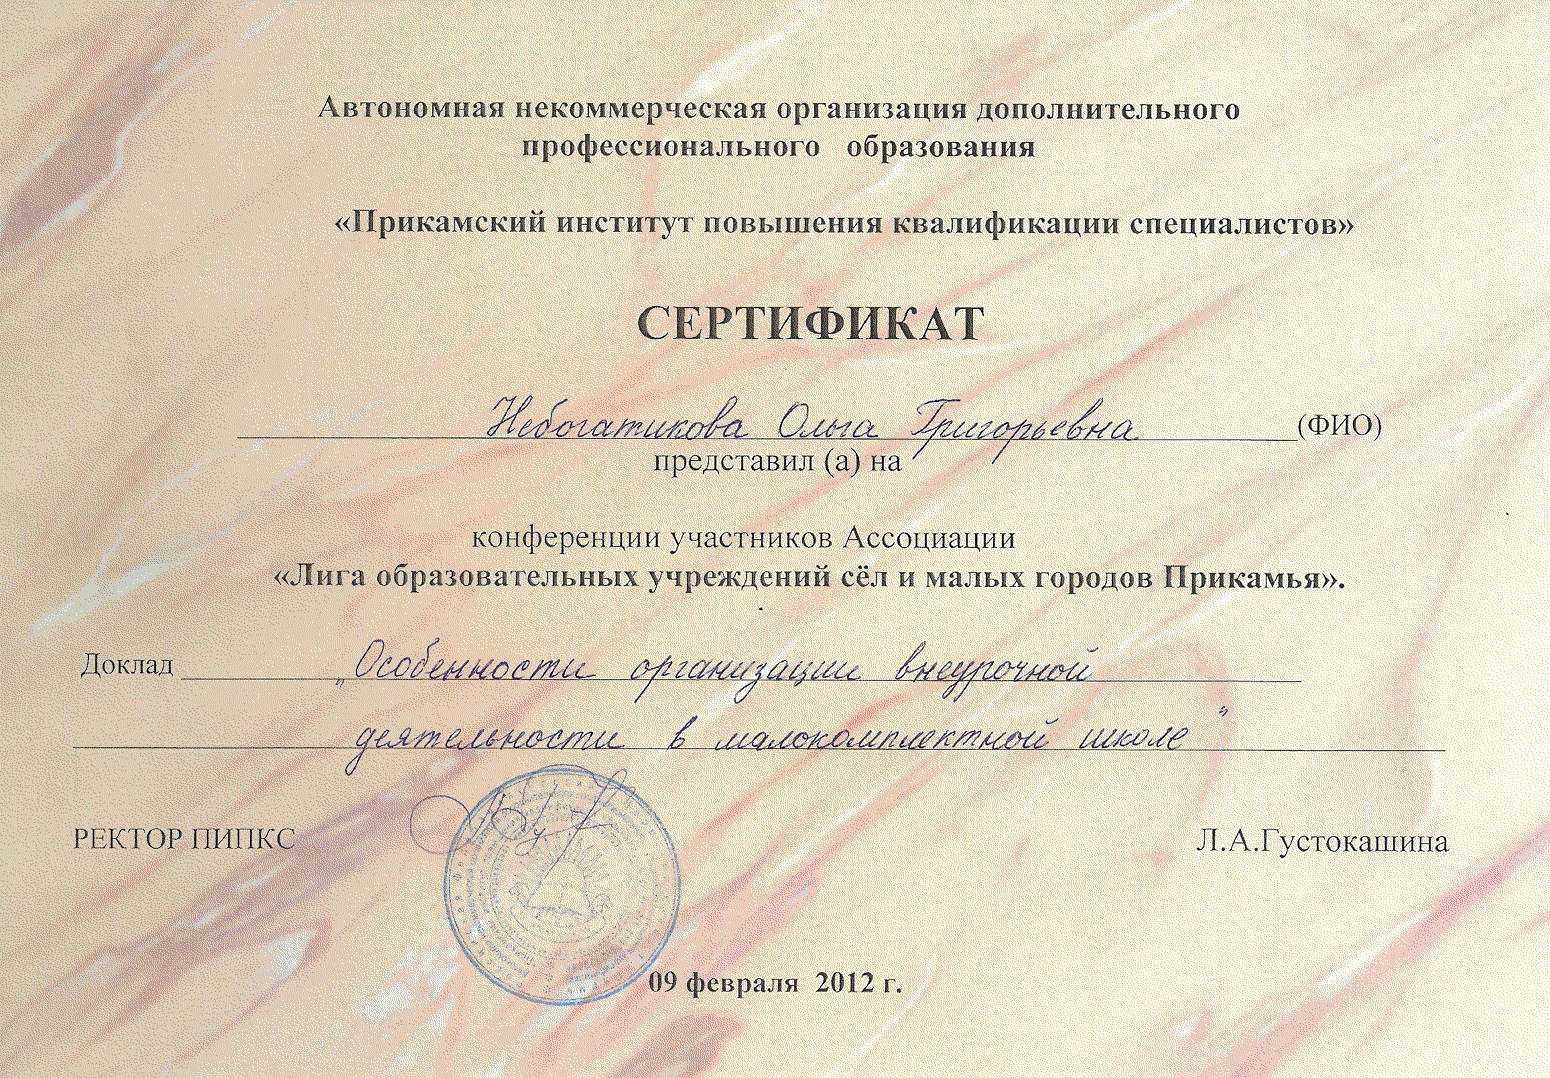 Автономная некоммерческая организация дополнительного
профессионального образования
«Прикамский институт повышения квалификации специалистов»
СЕРТИФИКАТ
Небогатикова Ольга Григорьевна (ФИО)
представил (а) на
конференции участников Ассоциации
«Лига образовательных учреждений сёл и малых городов Прикамья».
Доклад „Особенности организации внеурочной
деятельности в малокомплектной школе”
РЕКТОР ПИПКС Л.А.Густокашина
09 февраля 2012 г.